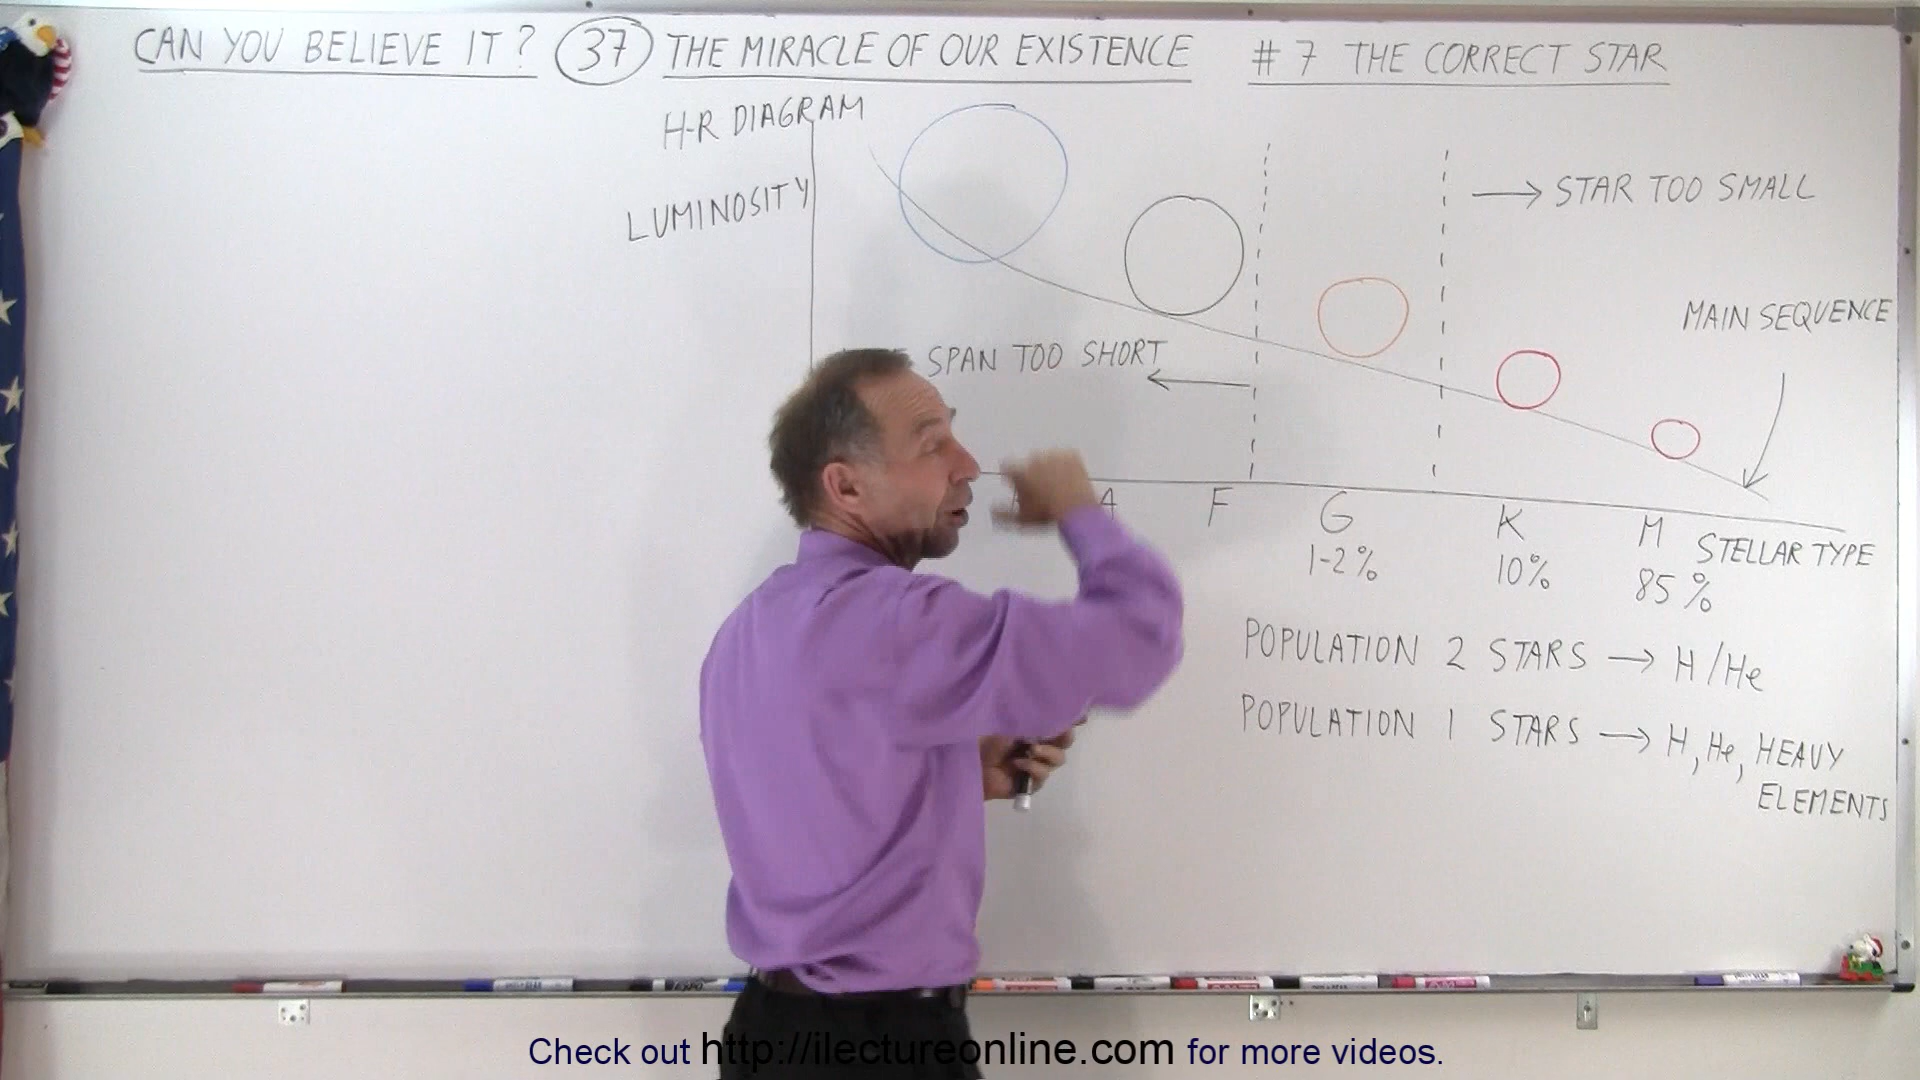 CAN YOU BELIEVE IT? 37 THE MIRACLE OF OUR EXISTENCE # 7 THE CORRECT STAR
H-R DIAGRAM
LUMINOSITY
STAR TOO SMALL
MAIN SEQUENCE
SPAN TOO SHORT
A F G K M STELLAR TYPE
1-2% 10% 85%
POPULATION 2 STARS → H/He
POPULATION 1 STARS → H, He, HEAVY
ELEMENTS
Check out http://ilectureonline.com for more videos.